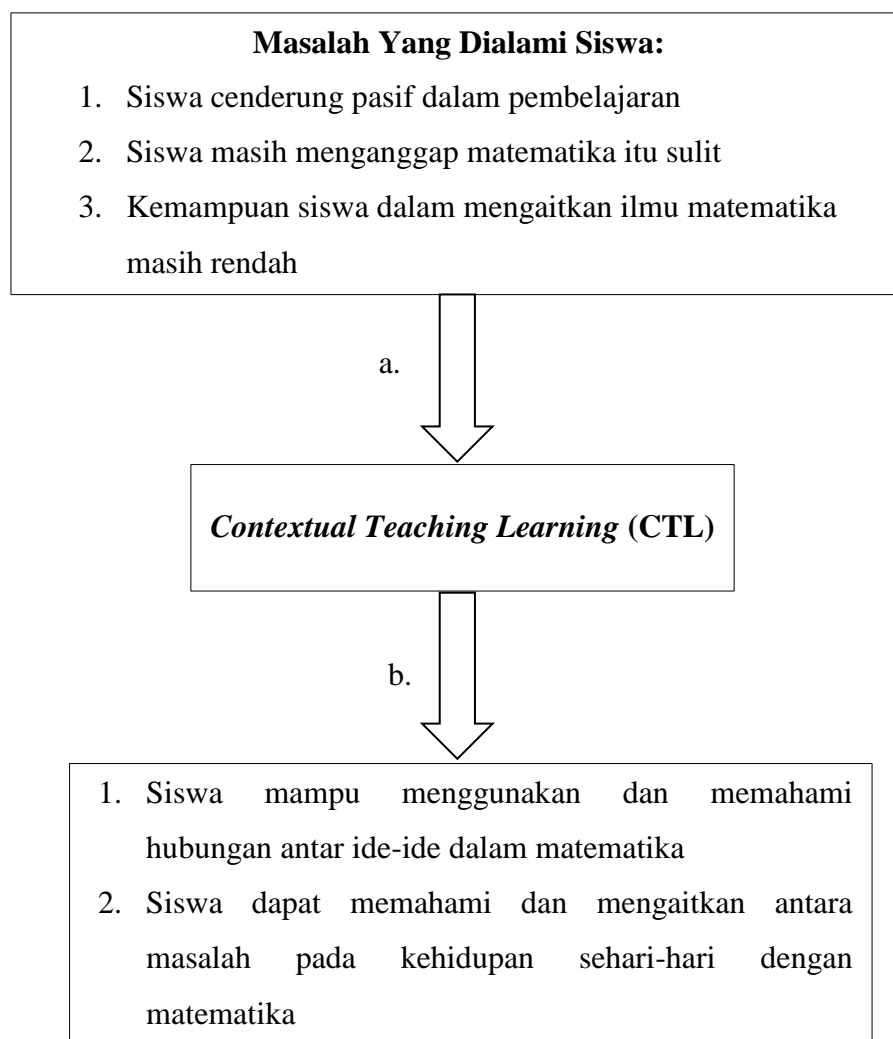 Masalah Yang Dialami Siswa:
1. Siswa cenderung pasif dalam pembelajaran
2. Siswa masih menganggap matematika itu sulit
3. Kemampuan siswa dalam mengaitkan ilmu matematika
masih rendah
a.
Contextual Teaching Learning (CTL)
b.
1. Siswa mampu menggunakan dan memahami
hubungan antar ide-ide dalam matematika
2. Siswa dapat memahami dan mengaitkan antara
masalah pada kehidupan sehari-hari dengan
matematika